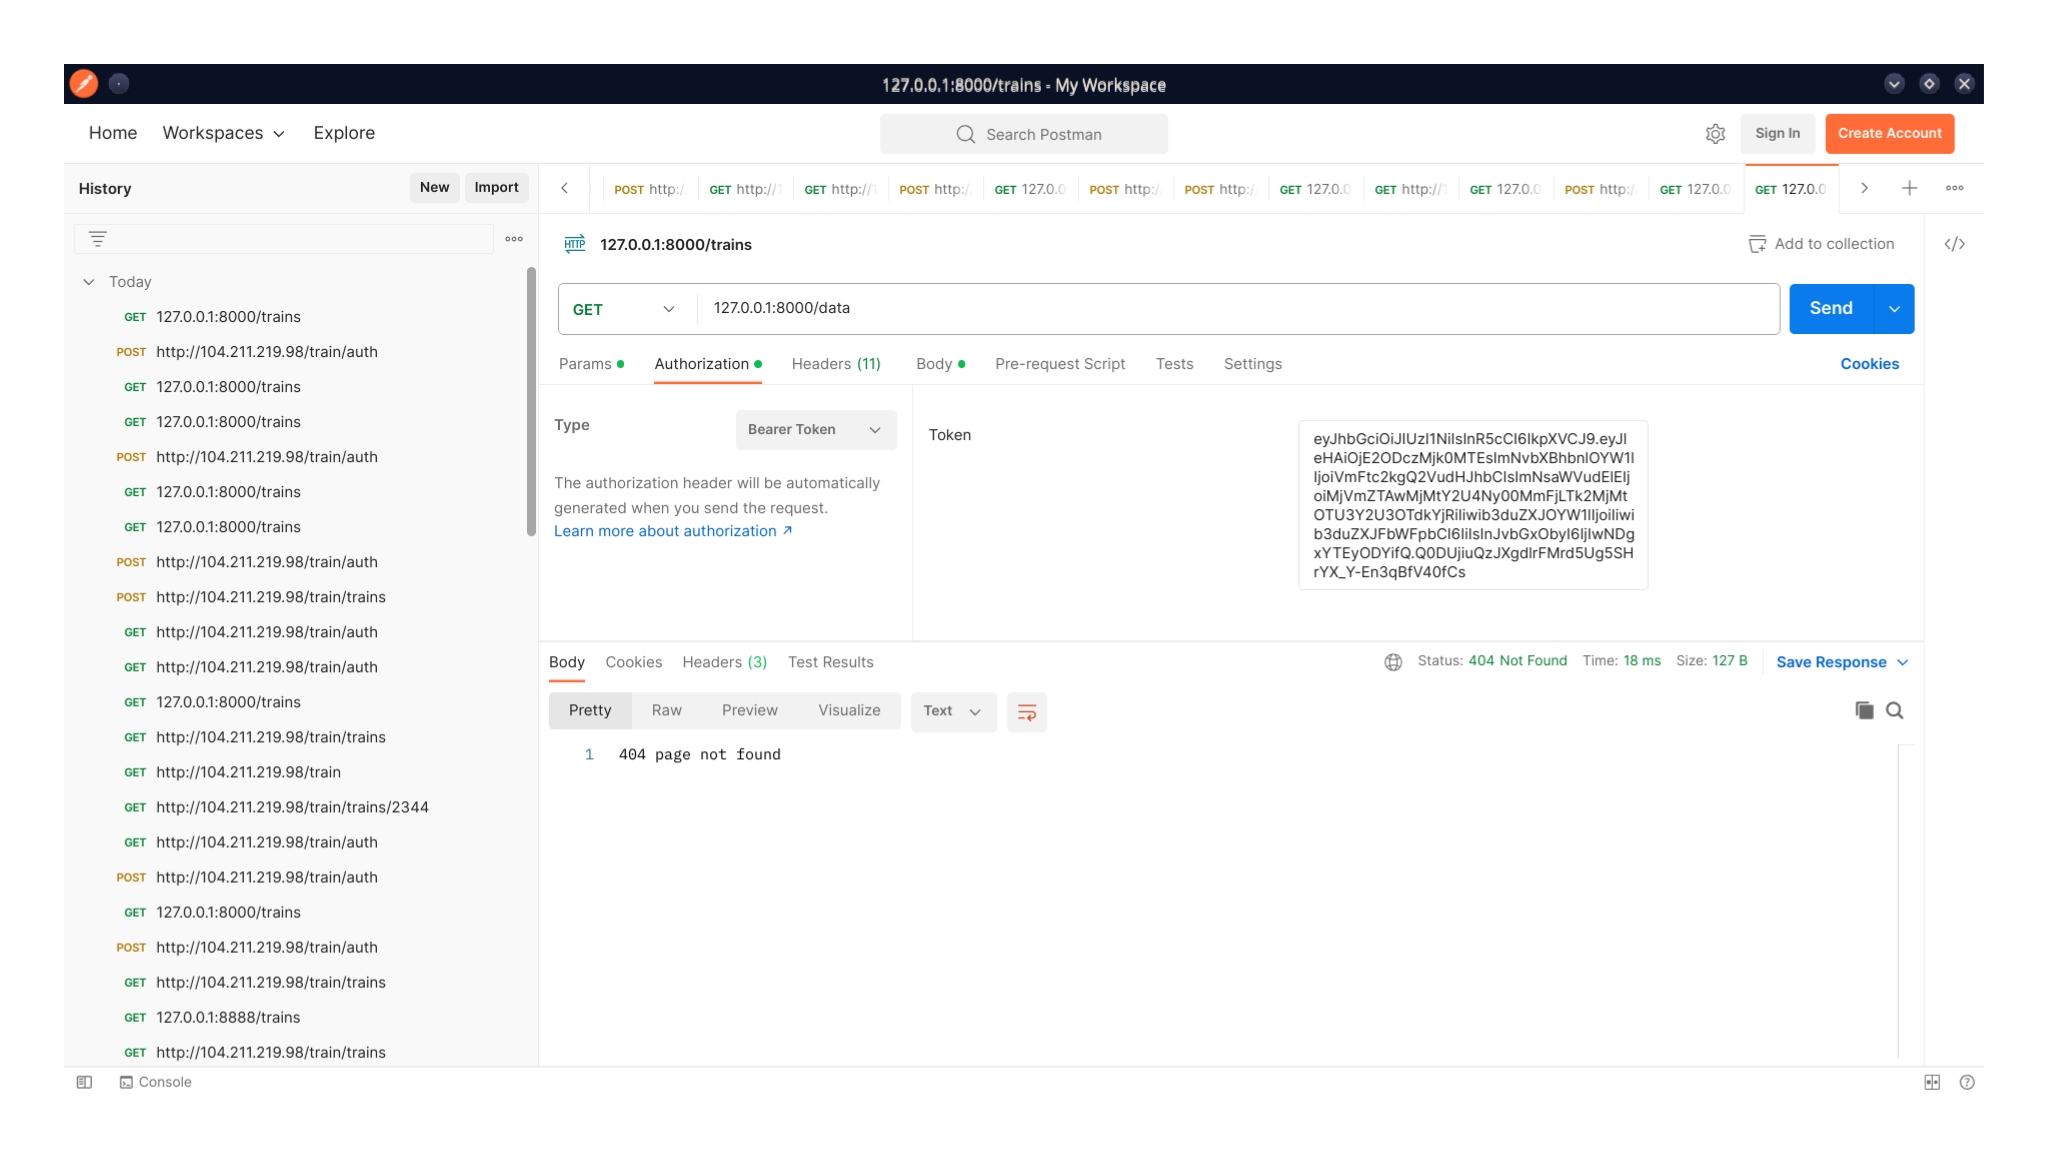 127.0.0.1:8000/trains - My Workspace
Home Workspaces Explore
Search Postman
Sign In
Create Account
History
New
Import
POST http:/
GET http://1
GET http://1
POST http:/
GET 127.0.0
POST http:/
POST http:/
GET 127.0.0
GET http://1
GET 127.0.0
POST http:/
GET 127.0.0
GET 127.0.0
HTTP 127.0.0.1:8000/trains
Add to collection
</>
GET 127.0.0.1:8000/data
Send
Params Authorization Headers (11) Body Pre-request Script Tests Settings
Cookies
Type
Bearer Token
The authorization header will be automatically
generated when you send the request.
Learn more about authorization ↗
Token
eyJhbGciOiJIUzI1NiIsInR5cCI6IkpXVCJ9.eyJl
eHAiOjE2ODczMjk0MTEsImNvbXBhbnlOYW1l
IjoiVmFtc2kgQ2VudHJhbCIsImNsaWVudElEIj
oiMjVmZTAwMjMtY2U4Ny00MmFjLTk2MjMt
OTU3Y2U3OTdkYjRiIiwib3duZXJOYW1lIjoiIiwi
b3duZXJFbWFpbCI6IiIsInJvbGxObyI6IjIwNDg
xYTEyODYifQ.Q0DUjiuQzJXgdIrFMrd5Ug5SH
rYX_Y-En3qBfV40fCs
Today
GET 127.0.0.1:8000/trains
POST http://104.211.219.98/train/auth
GET 127.0.0.1:8000/trains
GET 127.0.0.1:8000/trains
POST http://104.211.219.98/train/auth
GET 127.0.0.1:8000/trains
GET 127.0.0.1:8000/trains
POST http://104.211.219.98/train/auth
POST http://104.211.219.98/train/trains
GET http://104.211.219.98/train/auth
GET http://104.211.219.98/train/auth
GET 127.0.0.1:8000/trains
GET http://104.211.219.98/train/trains
GET http://104.211.219.98/train
GET http://104.211.219.98/train/trains/2344
GET http://104.211.219.98/train/auth
POST http://104.211.219.98/train/auth
GET 127.0.0.1:8000/trains
POST http://104.211.219.98/train/auth
GET http://104.211.219.98/train/trains
GET 127.0.0.1:8888/trains
GET http://104.211.219.98/train/trains
Body Cookies Headers (3) Test Results
Status: 404 Not Found Time: 18 ms Size: 127 B
Save Response
Pretty Raw Preview Visualize
Text
1 404 page not found
Console